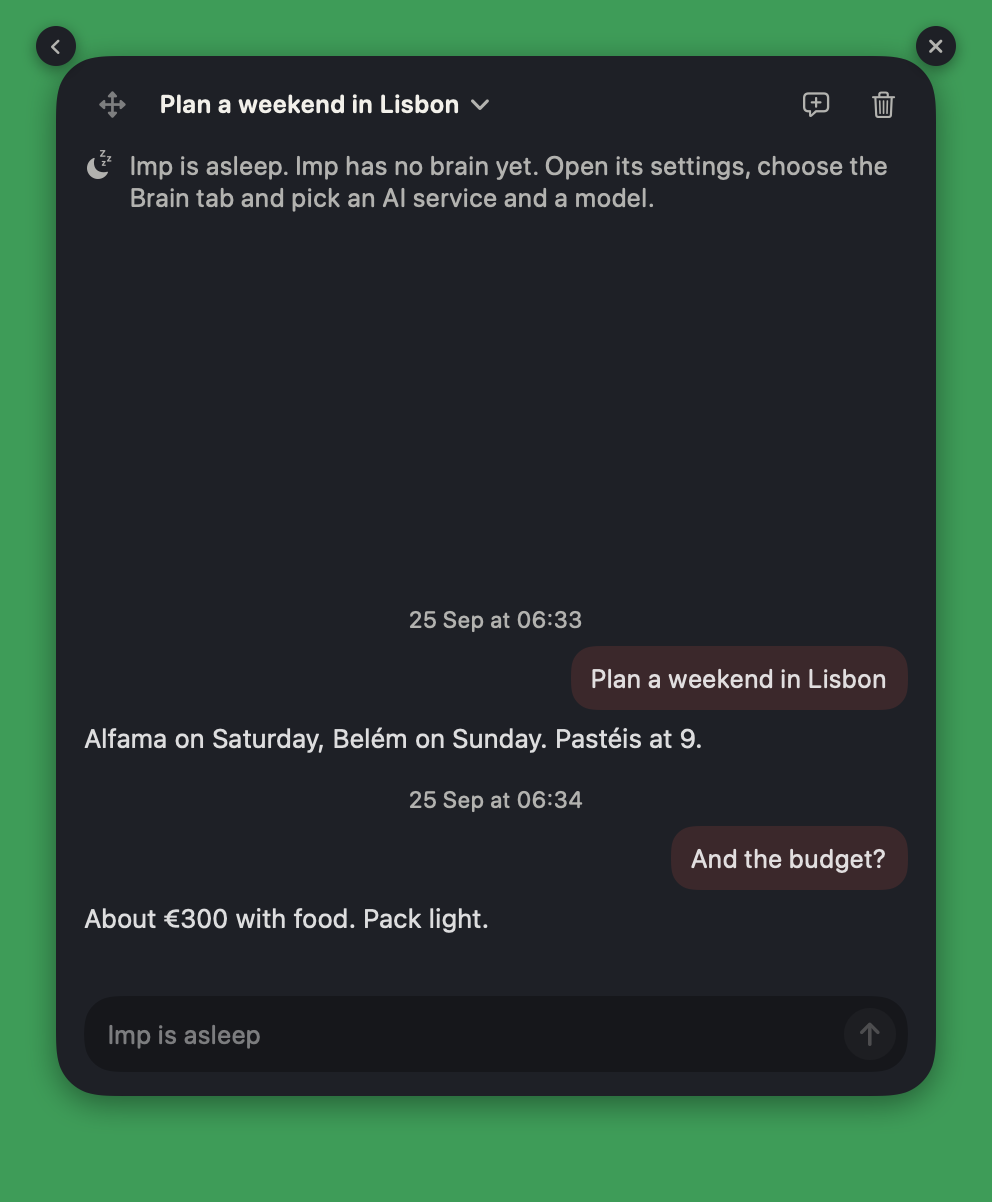 Plan a weekend in Lisbon
Imp is asleep. Imp has no brain yet. Open its settings, choose the
Brain tab and pick an AI service and a model.
25 Sep at 06:33
Plan a weekend in Lisbon
Alfama on Saturday, Belém on Sunday. Pastéis at 9.
25 Sep at 06:34
And the budget?
About €300 with food. Pack light.
Imp is asleep